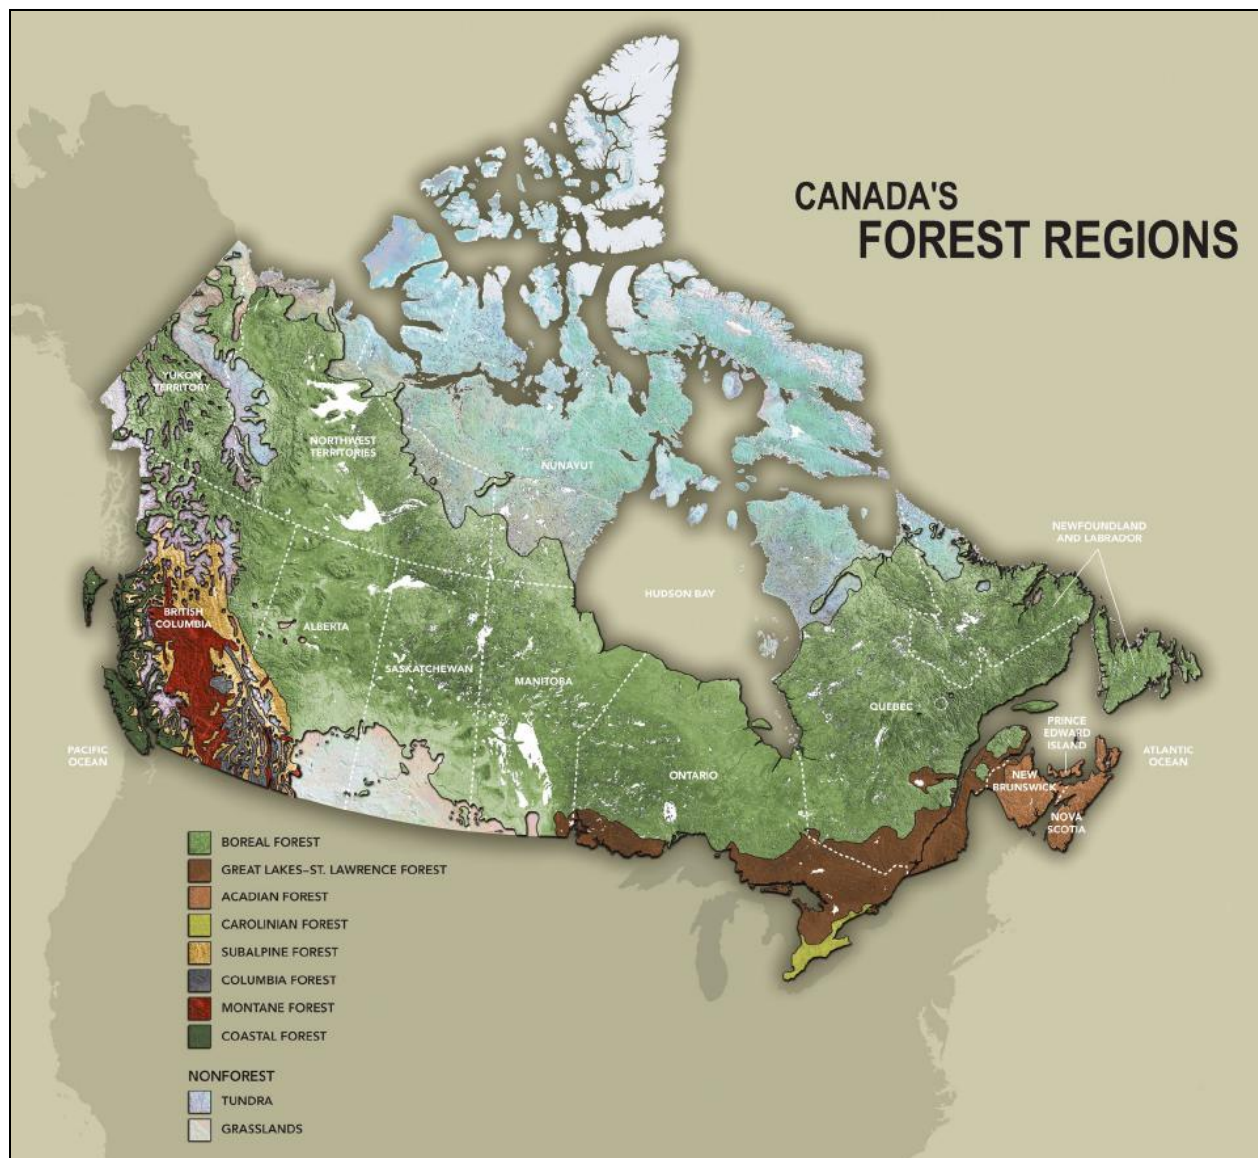 CANADA'S
FOREST REGIONS
YUKON
TERRITORY
NORTHWEST
TERRITORIES
NUNAVUT
NEWFOUNDLAND
AND LABRADOR
HUDSON BAY
BRITISH
COLUMBIA
ALBERTA
SASKATCHEWAN
MANITOBA
QUEBEC
PRINCE
EDWARD
ISLAND
PACIFIC
OCEAN
ATLANTIC
OCEAN
ONTARIO
NEW
BRUNSWICK
NOVA
SCOTIA
BOREAL FOREST
GREAT LAKES–ST. LAWRENCE FOREST
ACADIAN FOREST
CAROLINIAN FOREST
SUBALPINE FOREST
COLUMBIA FOREST
MONTANE FOREST
COASTAL FOREST
NONFOREST
TUNDRA
GRASSLANDS